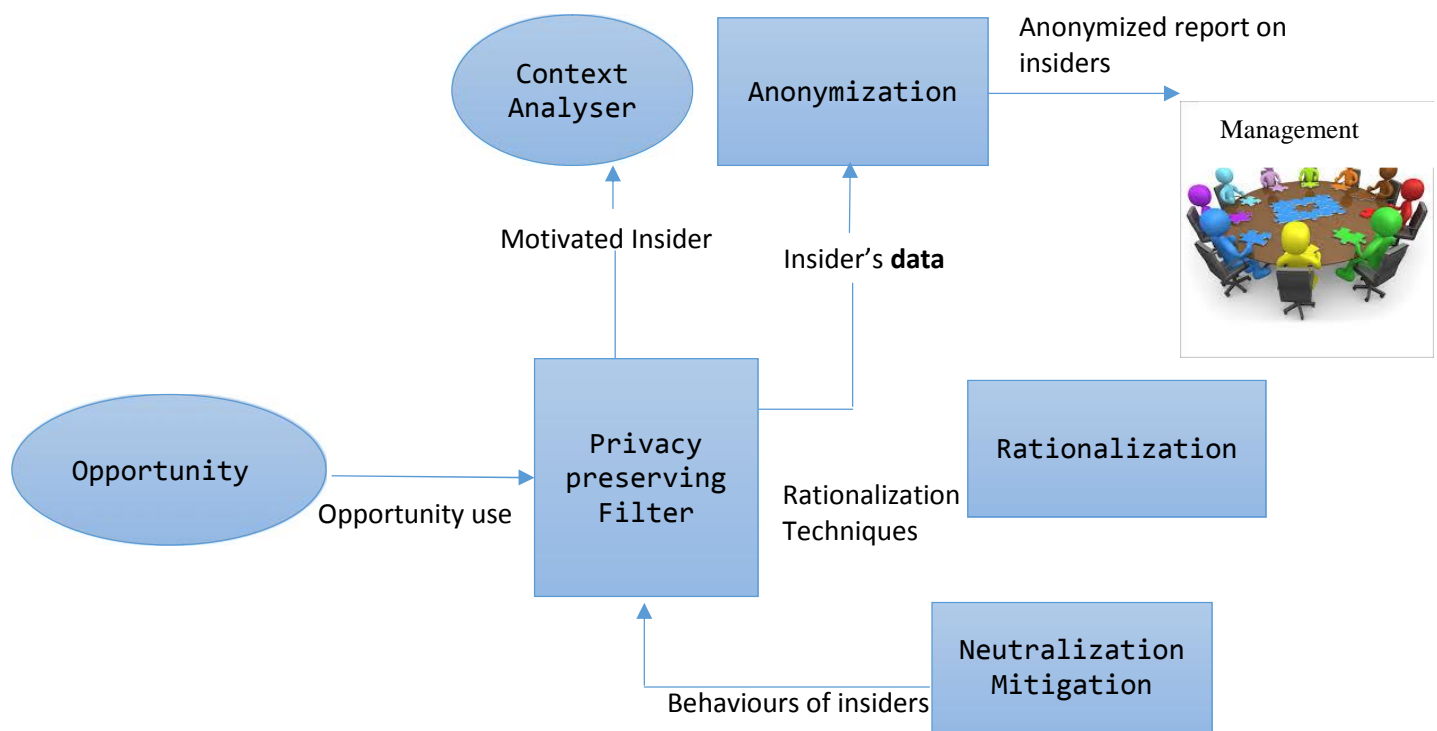 Context
Analyser
Anonymization
Anonymized report on
insiders
Management
Motivated Insider
Insider’s data
Opportunity
Opportunity use
Privacy
preserving
Filter
Rationalization
Techniques
Rationalization
Neutralization
Mitigation
Behaviours of insiders